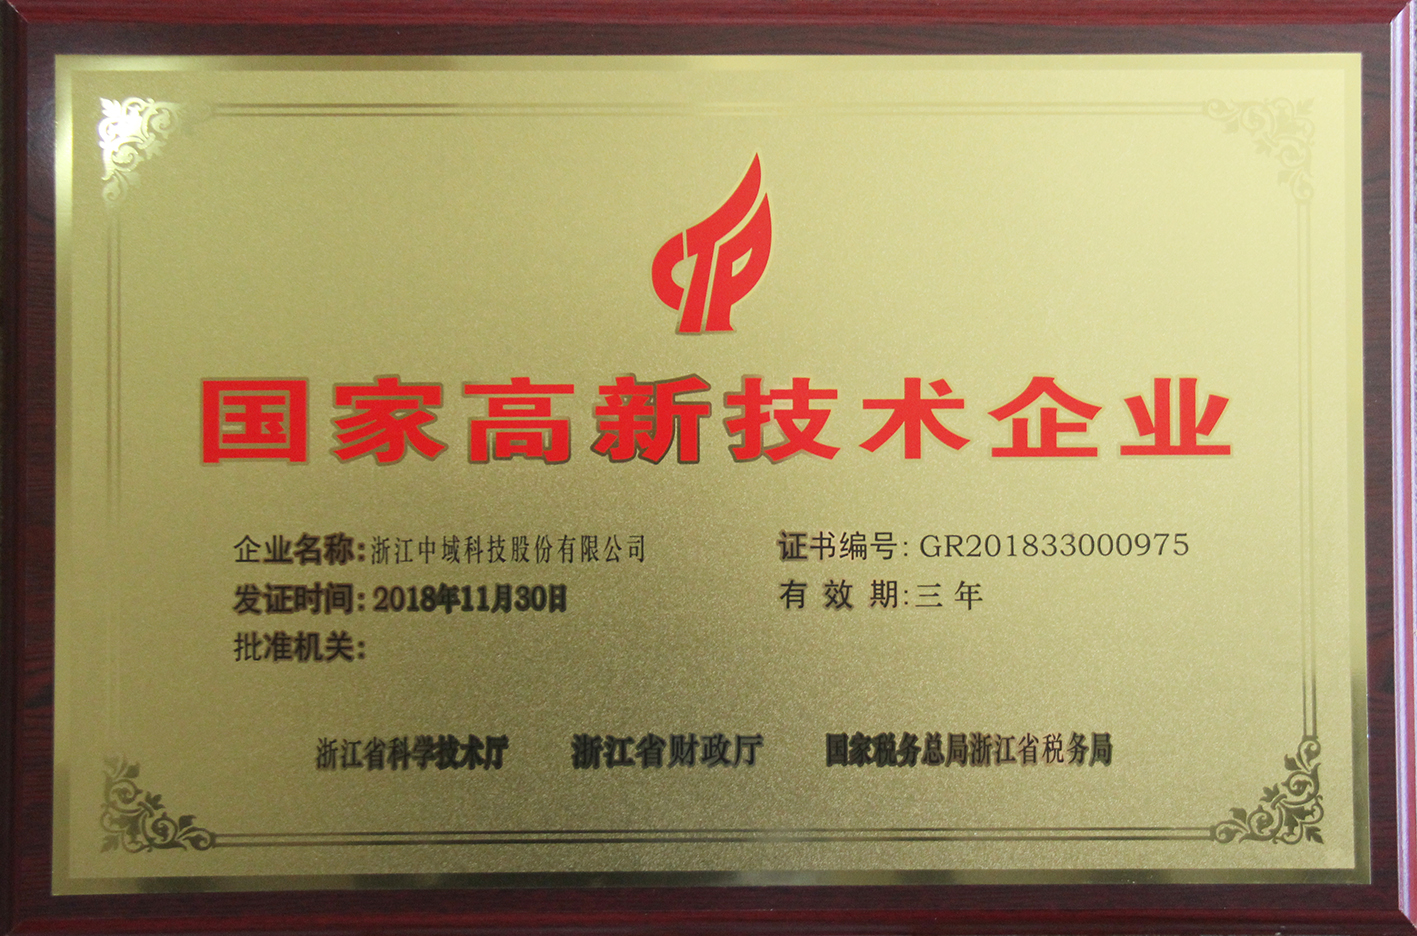 CTP
国家高新技术企业
企业名称:浙江中域科技股份有限公司
证书编号: GR201833000975
发证时间: 2018年11月30日
有 效 期:三 年
批准机关:
浙江省科学技术厅 浙江省财政厅 国家税务总局浙江省税务局